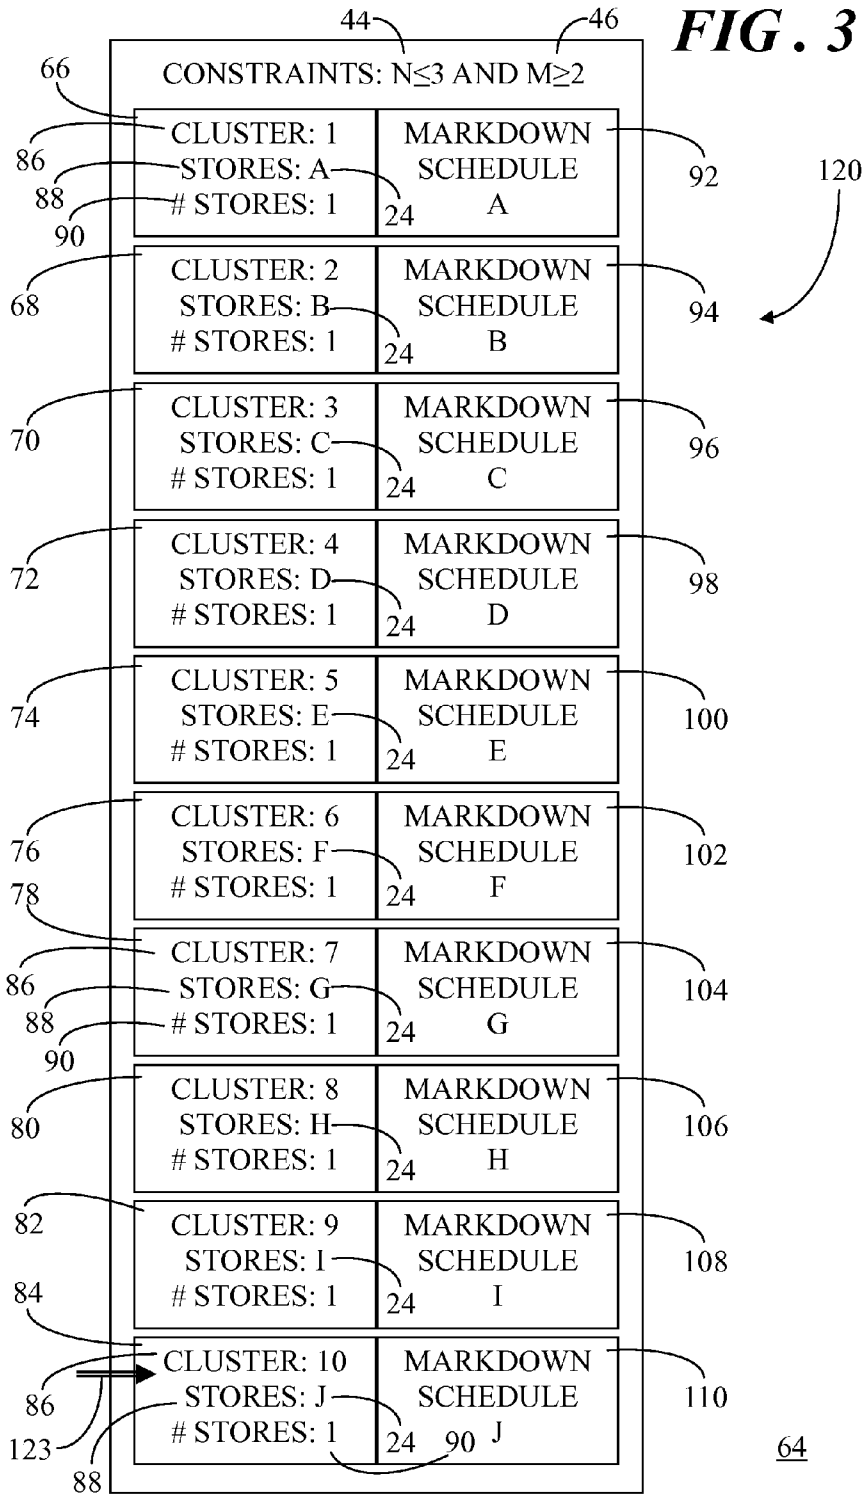 44 46 FIG . 3
CONSTRAINTS: N≤3 AND M≥2
66
86 CLUSTER: 1 MARKDOWN
88 STORES: A SCHEDULE 92 120
90 # STORES: 1 24 A
CLUSTER: 2 MARKDOWN
68 STORES: B SCHEDULE 94
# STORES: 1 24 B
CLUSTER: 3 MARKDOWN
70 STORES: C SCHEDULE 96
# STORES: 1 24 C
CLUSTER: 4 MARKDOWN
72 STORES: D SCHEDULE 98
# STORES: 1 24 D
CLUSTER: 5 MARKDOWN
74 STORES: E SCHEDULE 100
# STORES: 1 24 E
CLUSTER: 6 MARKDOWN
76 STORES: F SCHEDULE 102
# STORES: 1 24 F
78
CLUSTER: 7 MARKDOWN
86 STORES: G SCHEDULE 104
88 # STORES: 1 24 G
90
CLUSTER: 8 MARKDOWN
80 STORES: H SCHEDULE 106
# STORES: 1 24 H
82 CLUSTER: 9 MARKDOWN
STORES: I SCHEDULE 108
84 # STORES: 1 24 I
CLUSTER: 10 MARKDOWN
86 STORES: J SCHEDULE 110
123 # STORES: 1 24 90 J 64
88